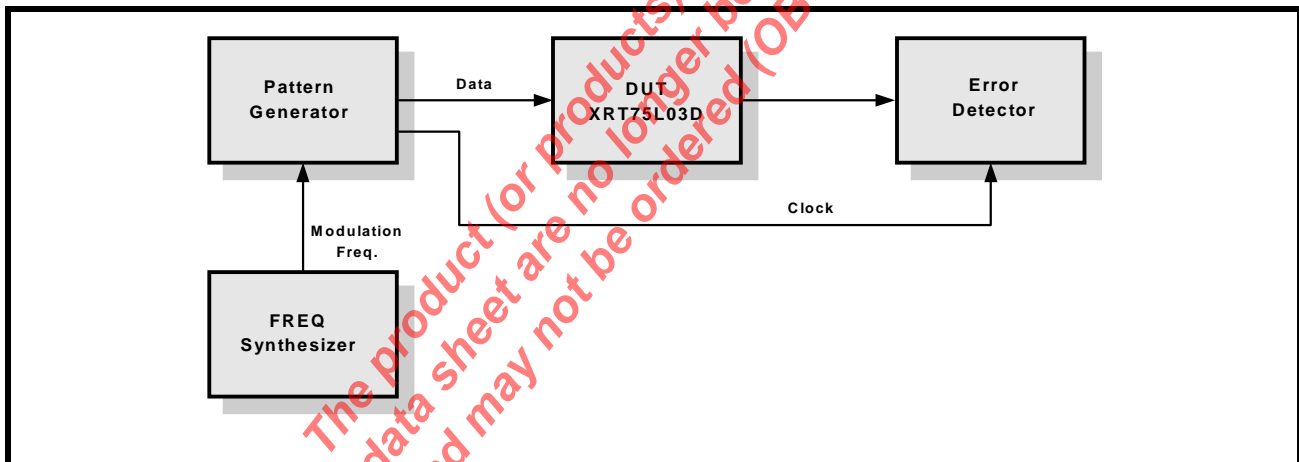 Pattern
Generator
Data
DUT
XRT75L03D
Error
Detector
Clock
Modulation
Freq.
FREQ
Synthesizer
The product (or products)
data sheet are no longer be
d may not be ordered (OB